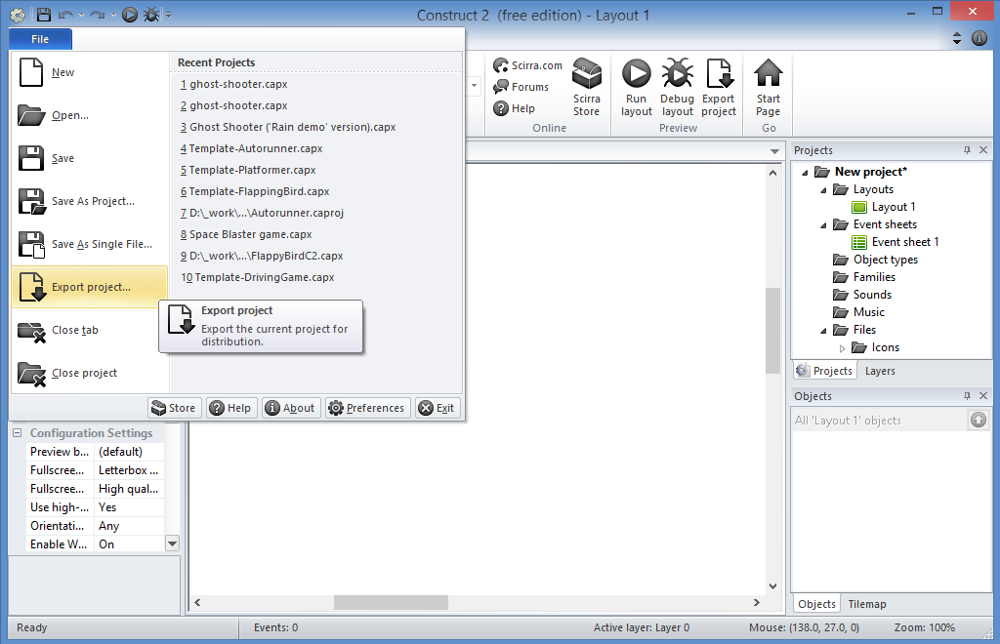 Construct 2  (free edition) - Layout 1
File
New
Open...
Save
Save As Project...
Save As Single File...
Export project...
Close tab
Close project
Recent Projects
1 ghost-shooter.capx
2 ghost-shooter.capx
3 Ghost Shooter ('Rain demo' version).capx
4 Template-Autorunner.capx
5 Template-Platformer.capx
6 Template-FlappingBird.capx
7 D:\_work\...\Autorunner.caproj
8 Space Blaster game.capx
9 D:\_work\...\FlappyBirdC2.capx
10 Template-DrivingGame.capx
Export project
Export the current project for
distribution.
Store
Help
About
Preferences
Exit
Scirra.com
Forums
Help
Scirra
Store
Online
Run
layout
Debug
layout
Export
project
Preview
Start
Page
Go
Projects
New project*
Layouts
Layout 1
Event sheets
Event sheet 1
Object types
Families
Sounds
Music
Files
Icons
Projects
Layers
Objects
All 'Layout 1' objects
Objects
Tilemap
Configuration Settings
Preview b... (default)
Fullscree... Letterbox ...
Fullscree... High qual...
Use high-... Yes
Orientati... Any
Enable W... On
Ready
Events: 0
Active layer: Layer 0
Mouse: (138.0, 27.0, 0)
Zoom: 100%